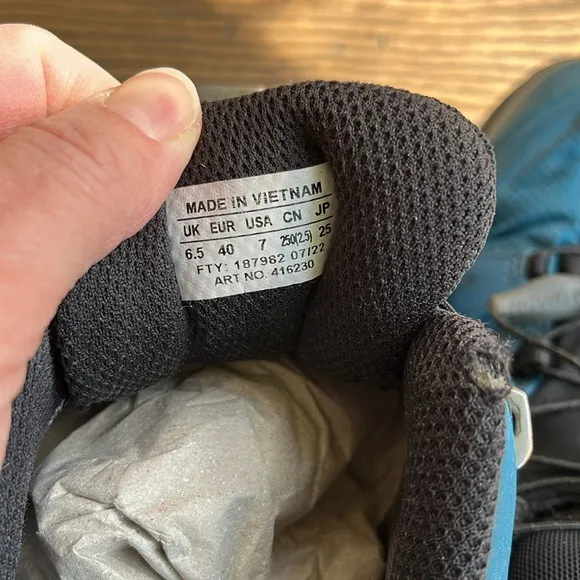 MADE IN VIETNAM
UK EUR USA CN JP
6.5 40 7 250(2.5) 25
FTY: 187982 07/22
ART NO. 416230